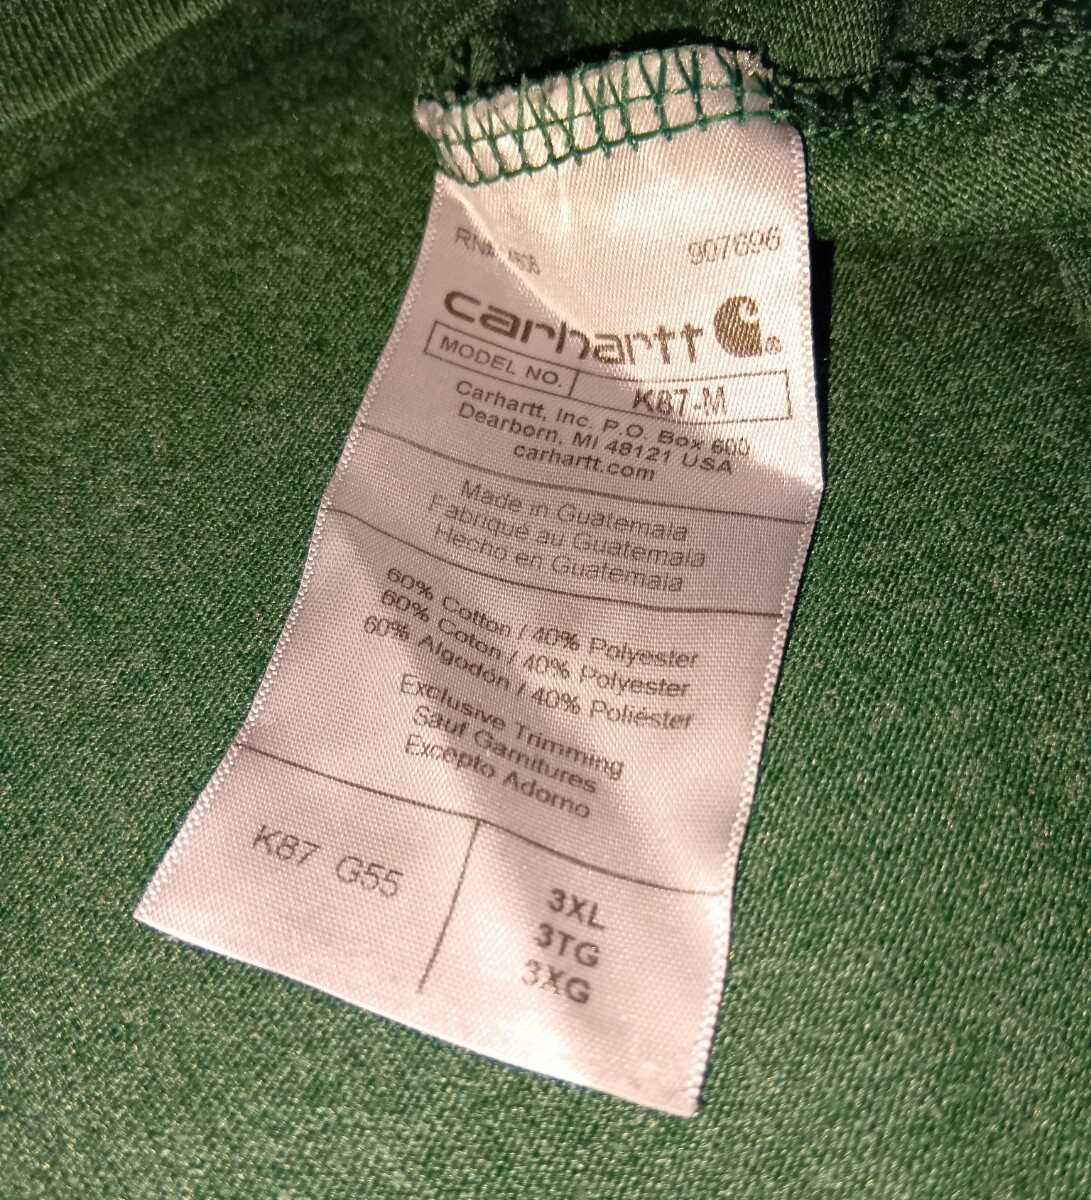 907696
carhartt
MODEL NO. K87-M
Carhartt, Inc. P.O. Box 600
Dearborn, MI 48121 USA
carhartt.com
Made in Guatemala
Fabriqué au Guatemala
Hecho en Guatemala
60% Cotton / 40% Polyester
60% Coton / 40% Polyester
60% Algodón / 40% Poliéster
Exclusive Trimming
Sauf Garnitures
Excepto Adorno
K87 G55
3XL
3TG
3XG